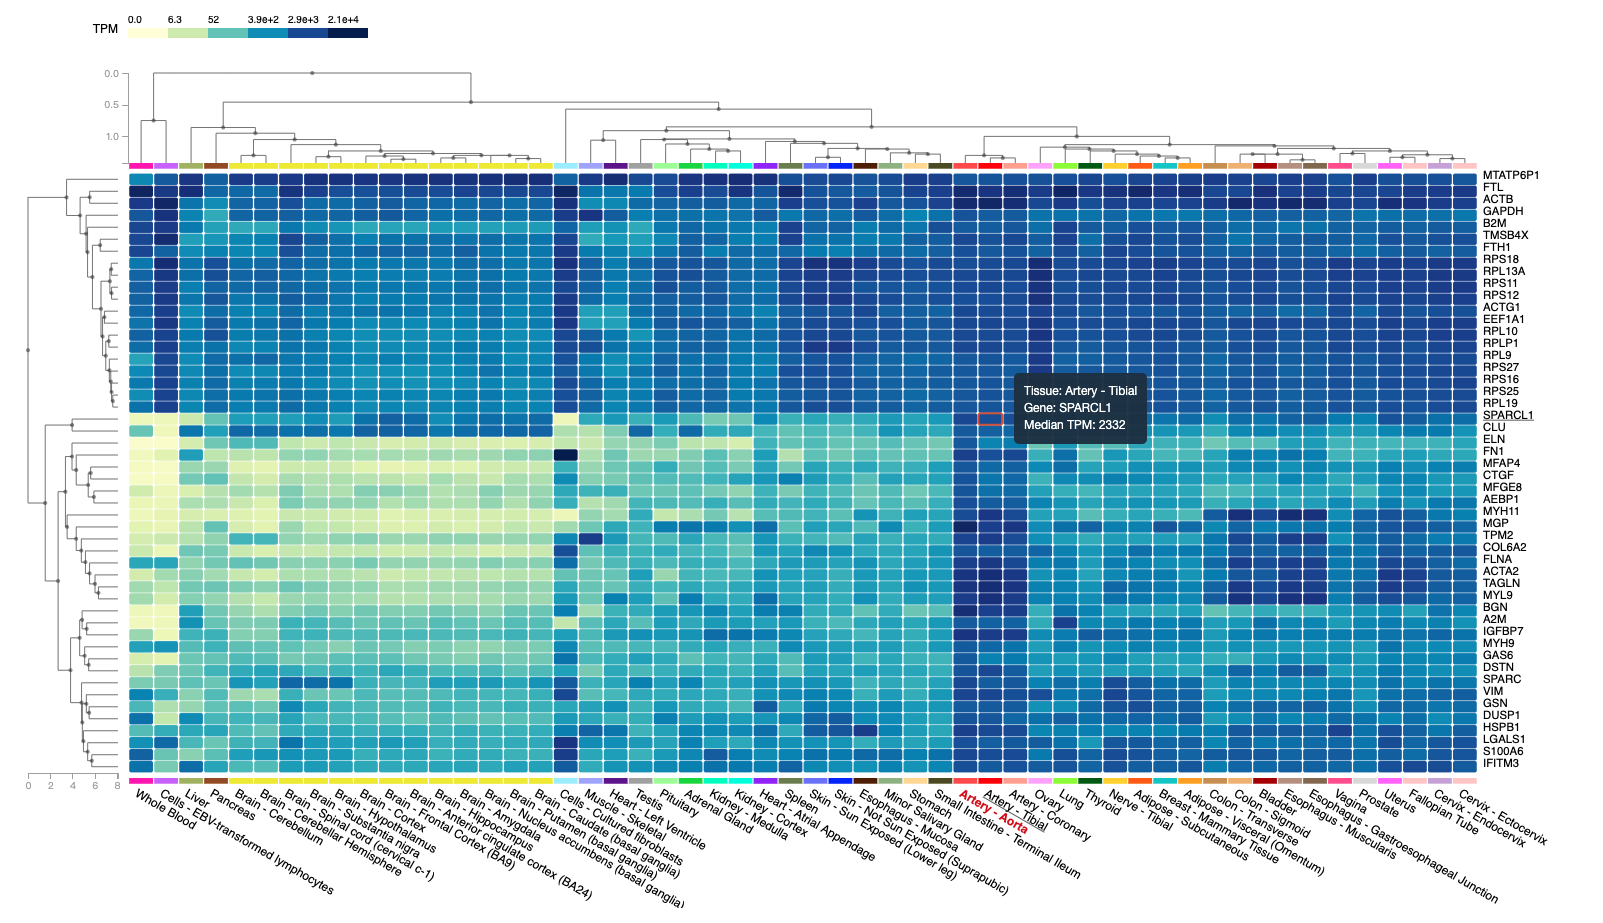 TPM
0.0 6.3 52 3.9e+2 2.9e+3 2.1e+4
0.0
0.5
1.0
MTATP6P1
FTL
ACTB
GAPDH
B2M
TMSB4X
FTH1
RPS18
RPL13A
RPS11
RPS12
ACTG1
EEF1A1
RPL10
RPLP1
RPL9
RPS27
RPS16
RPS25
RPL19
SPARCL1
CLU
ELN
FN1
MFAP4
CTGF
MFGE8
AEBP1
MYH11
MGP
TPM2
COL6A2
FLNA
ACTA2
TAGLN
MYL9
BGN
A2M
IGFBP7
MYH9
GAS6
DSTN
SPARC
VIM
GSN
DUSP1
HSPB1
LGALS1
S100A6
IFITM3
Tissue: Artery - Tibial
Gene: SPARCL1
Median TPM: 2332
0 2 4 6 8
Whole Blood
Cells - EBV-transformed lymphocytes
Liver
Pancreas
Brain - Cerebellum
Brain - Cerebellar Hemisphere
Brain - Spinal cord (cervical c-1)
Brain - Substantia nigra
Brain - Hypothalamus
Brain - Cortex
Brain - Frontal Cortex (BA9)
Brain - Anterior cingulate cortex (BA24)
Brain - Hippocampus
Brain - Amygdala
Brain - Nucleus accumbens (basal ganglia)
Brain - Putamen (basal ganglia)
Brain - Caudate (basal ganglia)
Cells - Cultured fibroblasts
Muscle - Skeletal
Heart - Left Ventricle
Testis
Pituitary
Adrenal Gland
Kidney - Medulla
Kidney - Cortex
Heart - Atrial Appendage
Spleen
Skin - Sun Exposed (Lower leg)
Skin - Not Sun Exposed (Suprapubic)
Esophagus - Mucosa
Minor Salivary Gland
Stomach
Small Intestine - Terminal Ileum
Artery - Aorta
Artery - Tibial
Artery - Coronary
Ovary
Lung
Thyroid
Nerve - Tibial
Adipose - Subcutaneous
Breast - Mammary Tissue
Adipose - Visceral (Omentum)
Colon - Transverse
Colon - Sigmoid
Bladder
Esophagus - Muscularis
Esophagus - Gastroesophageal Junction
Vagina
Prostate
Uterus
Fallopian Tube
Cervix - Endocervix
Cervix - Ectocervix